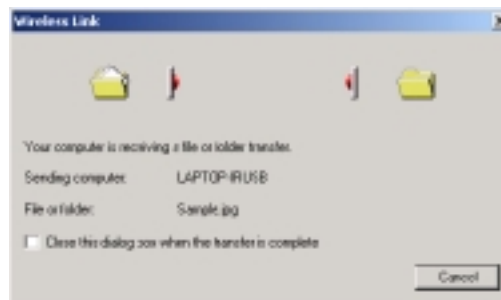 Wireless Link
Your computer is receiving a file or folder transfer.
Sending computer: LAPTOP-IRUSB
File or folder: Sample.jpg
Close this dialog box when the transfer is complete
Cancel